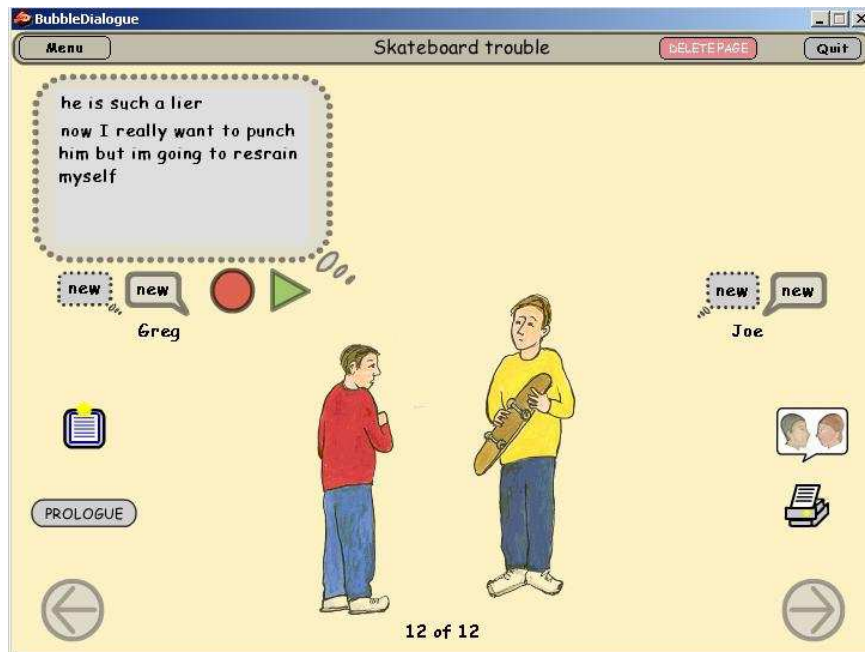 BubbleDialogue
Menu
Skateboard trouble
DELETE PAGE
Quit
he is such a lier
now I really want to punch
him but im going to resrain
myself
new
new
new
new
Greg
Joe
PROLOGUE
12 of 12